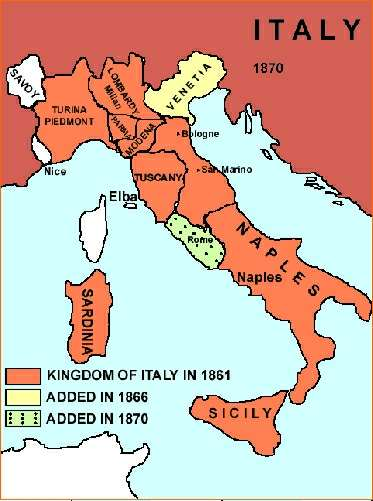 ITALY
1870
SAVOY
LOMBARDY
Milan
VENETIA
TURINA
PIEDMONT
PARMA
MODENA
Bologne
Nice
San Marino
TUSCANY
Elba
Rome
NAPLES
Naples
SARDINIA
KINGDOM OF ITALY IN 1861
ADDED IN 1866
SICILY
ADDED IN 1870